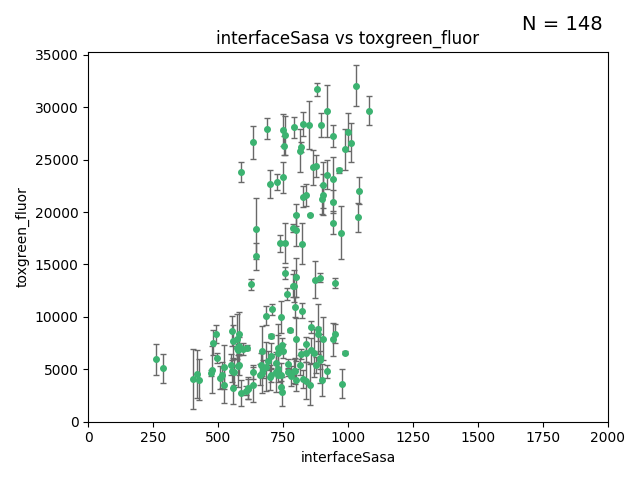 N = 148
interfaceSasa vs toxgreen_fluor
35000
30000
25000
20000
15000
10000
5000
0
toxgreen_fluor
0 250 500 750 1000 1250 1500 1750 2000
interfaceSasa